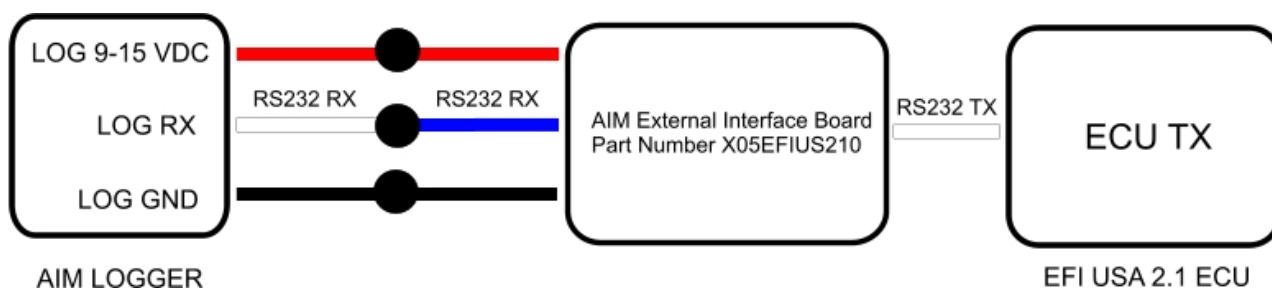 LOG 9-15 VDC
RS232 RX
RS232 RX
LOG RX
LOG GND
AIM LOGGER
AIM External Interface Board
Part Number X05EFIUS210
RS232 TX
ECU TX
EFI USA 2.1 ECU